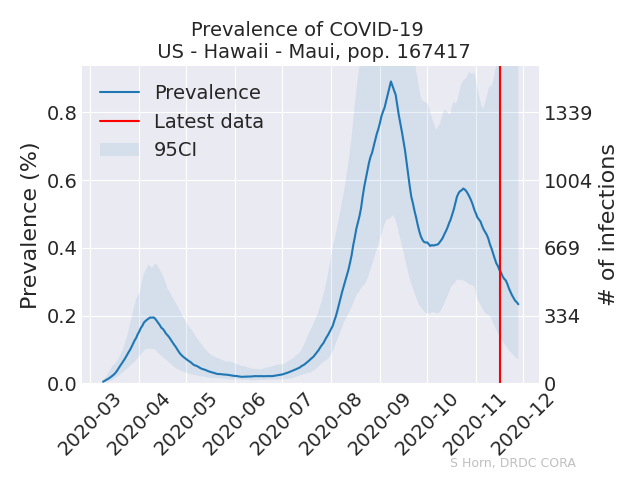 Prevalence of COVID-19
US - Hawaii - Maui, pop. 167417
Prevalence
Latest data
95CI
Prevalence (%)
0.8
0.6
0.4
0.2
0.0
1339
1004
669
334
0
# of infections
2020-03
2020-04
2020-05
2020-06
2020-07
2020-08
2020-09
2020-10
2020-11
2020-12
S Horn, DRDC CORA